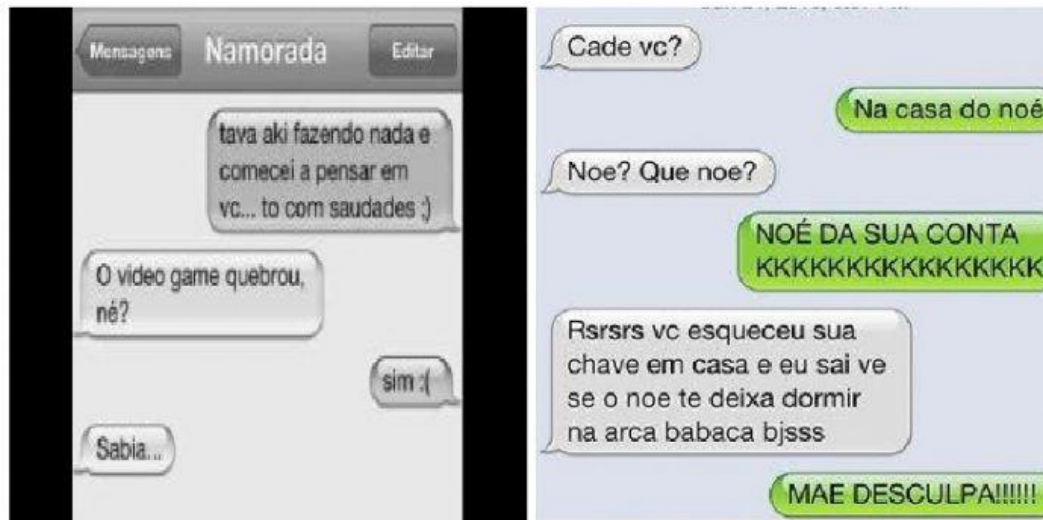 Mensagens
Namorada
Editar
tava aki fazendo nada e
comecei a pensar em
vc... to com saudades ;)
O video game quebrou,
né?
sim :(
Sabia...
Cade vc?
Na casa do noé
Noe? Que noe?
NOÉ DA SUA CONTA
KKKKKKKKKKKKKKKK
Rsrsrs vc esqueceu sua
chave em casa e eu sai ve
se o noe te deixa dormir
na arca babaca bjsss
MAE DESCULPA!!!!!!